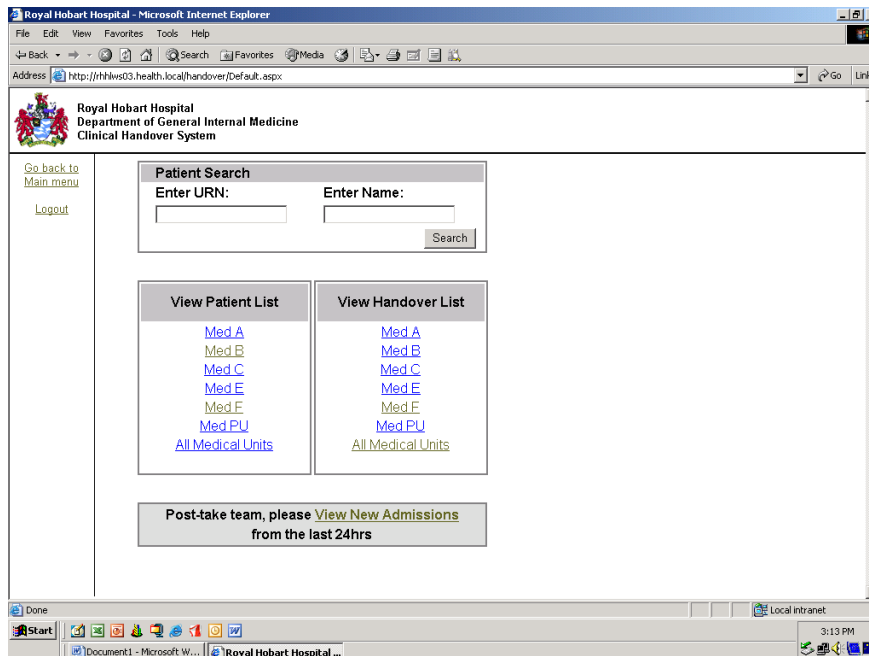 Royal Hobart Hospital - Microsoft Internet Explorer
File Edit View Favorites Tools Help
Back Search Favorites Media
Address http://rhhlws03.health.local/handover/Default.aspx Go
Royal Hobart Hospital
Department of General Internal Medicine
Clinical Handover System
Go back to
Main menu
Logout
Patient Search
Enter URN: Enter Name:
Search
View Patient List
Med A
Med B
Med C
Med E
Med F
Med PU
All Medical Units
View Handover List
Med A
Med B
Med C
Med E
Med F
Med PU
All Medical Units
Post-take team, please View New Admissions
from the last 24hrs
Done Local intranet
Start 3:13 PM
Document1 - Microsoft W... Royal Hobart Hospital ...